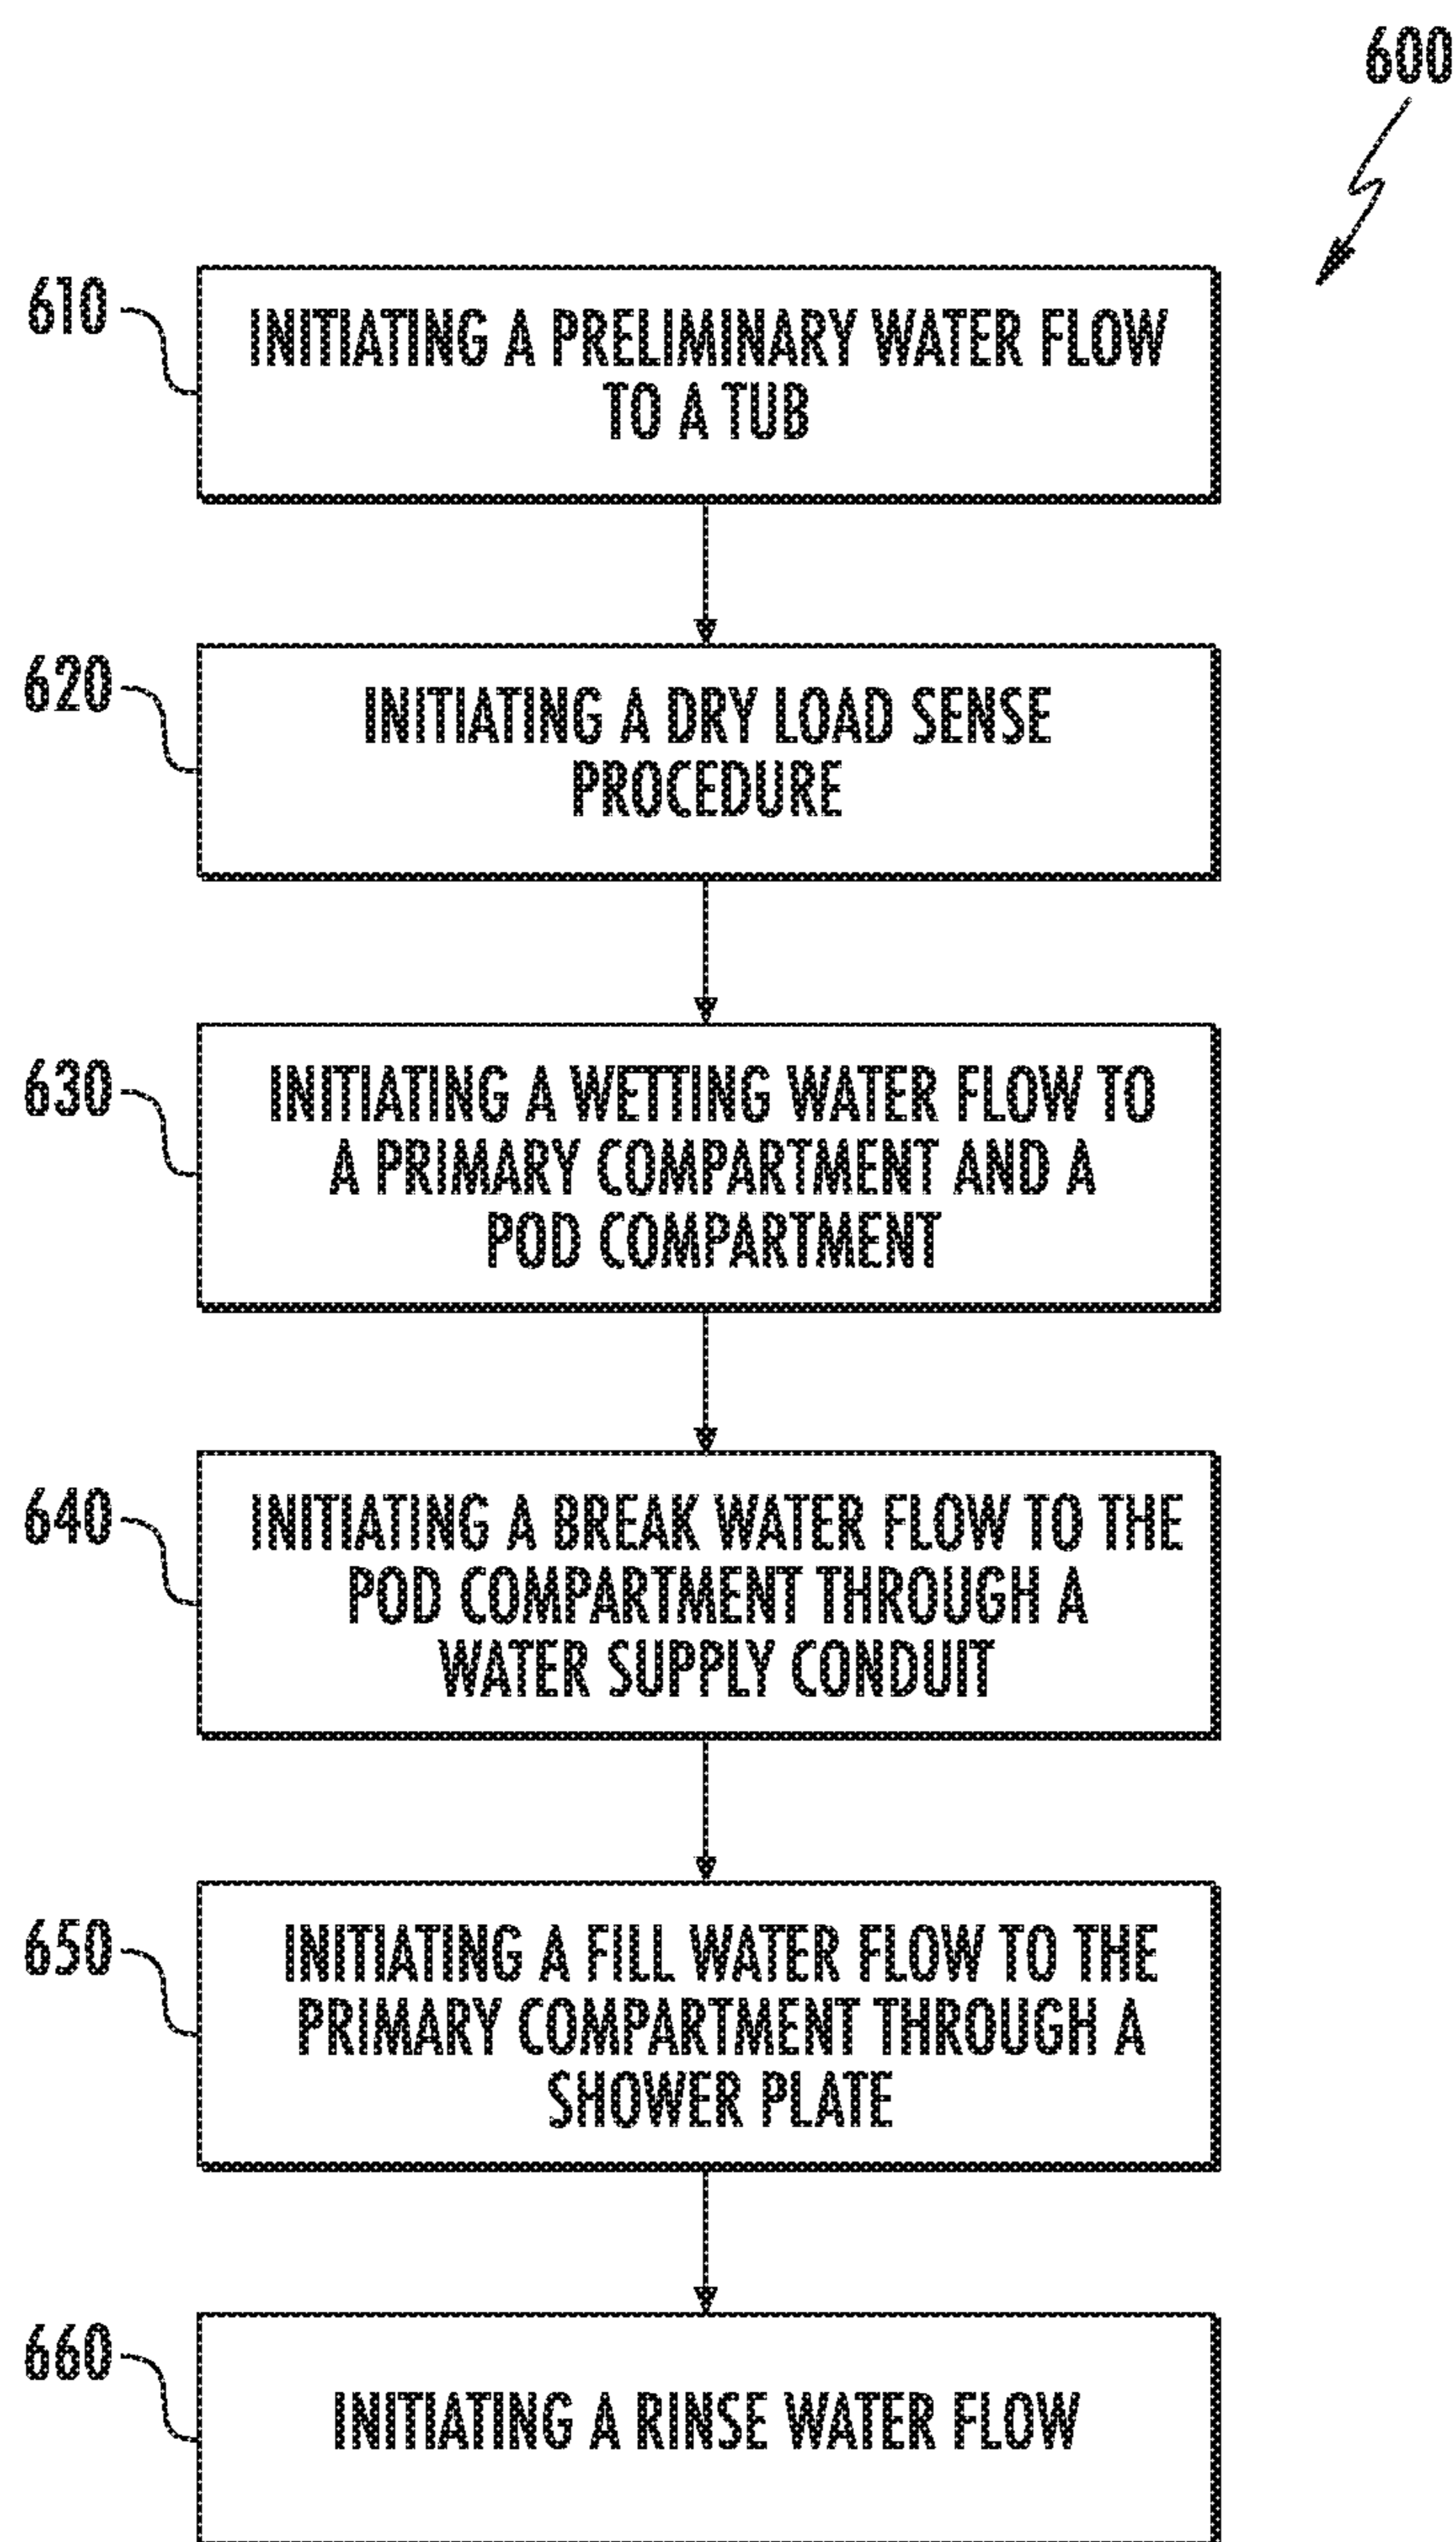 600
610
INITIATING A PRELIMINARY WATER FLOW
TO A TUB
620
INITIATING A DRY LOAD SENSE
PROCEDURE
630
INITIATING A WETTING WATER FLOW TO
A PRIMARY COMPARTMENT AND A
POD COMPARTMENT
640
INITIATING A BREAK WATER FLOW TO THE
POD COMPARTMENT THROUGH A
WATER SUPPLY CONDUIT
650
INITIATING A FILL WATER FLOW TO THE
PRIMARY COMPARTMENT THROUGH A
SHOWER PLATE
660
INITIATING A RINSE WATER FLOW